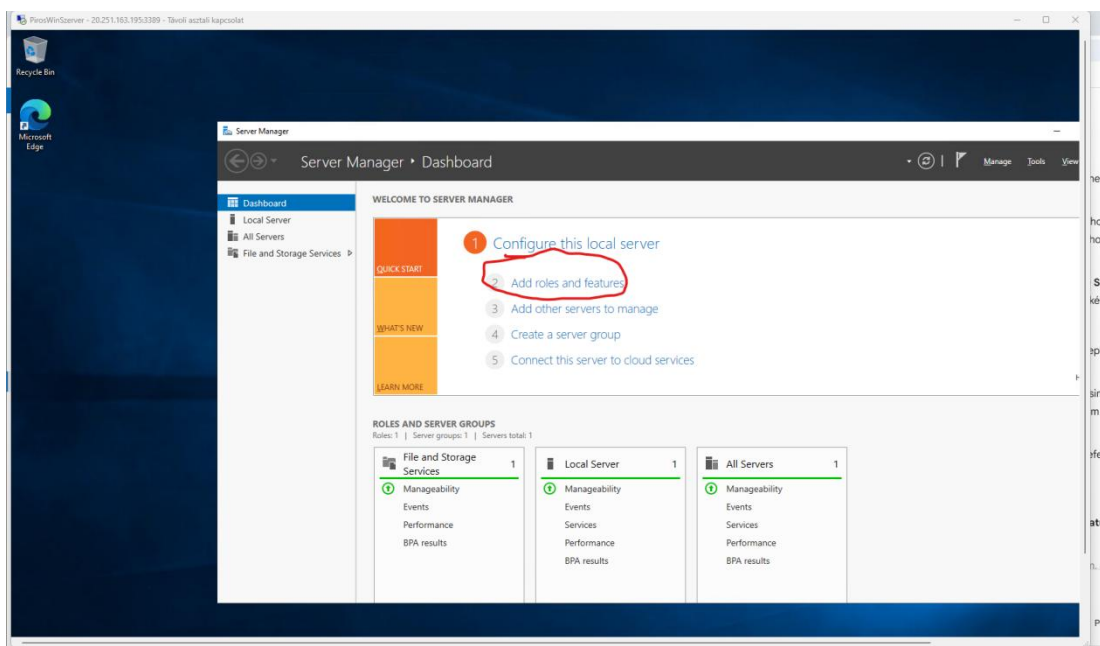 PirosWinSzerver - 20.251.163.195:3389 - Távoli asztali kapcsolat
Recycle Bin
Microsoft
Edge
Server Manager
Server Manager • Dashboard
Manage Tools View
Dashboard
Local Server
All Servers
File and Storage Services
WELCOME TO SERVER MANAGER
QUICK START
WHAT'S NEW
LEARN MORE
1 Configure this local server
2 Add roles and features
3 Add other servers to manage
4 Create a server group
5 Connect this server to cloud services
ROLES AND SERVER GROUPS
Roles: 1 | Server groups: 1 | Servers total: 1
File and Storage
Services 1
Manageability
Events
Performance
BPA results
Local Server 1
Manageability
Events
Services
Performance
BPA results
All Servers 1
Manageability
Events
Services
Performance
BPA results